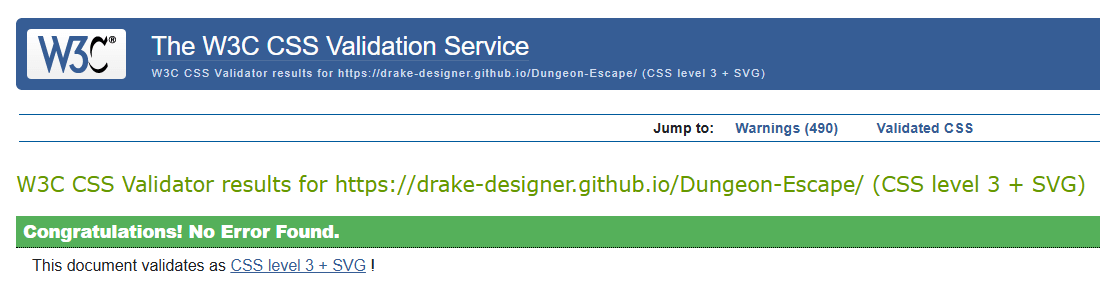 W3C® The W3C CSS Validation Service
W3C CSS Validator results for https://drake-designer.github.io/Dungeon-Escape/ (CSS level 3 + SVG)
Jump to: Warnings (490) Validated CSS
W3C CSS Validator results for https://drake-designer.github.io/Dungeon-Escape/ (CSS level 3 + SVG)
Congratulations! No Error Found.
This document validates as CSS level 3 + SVG !